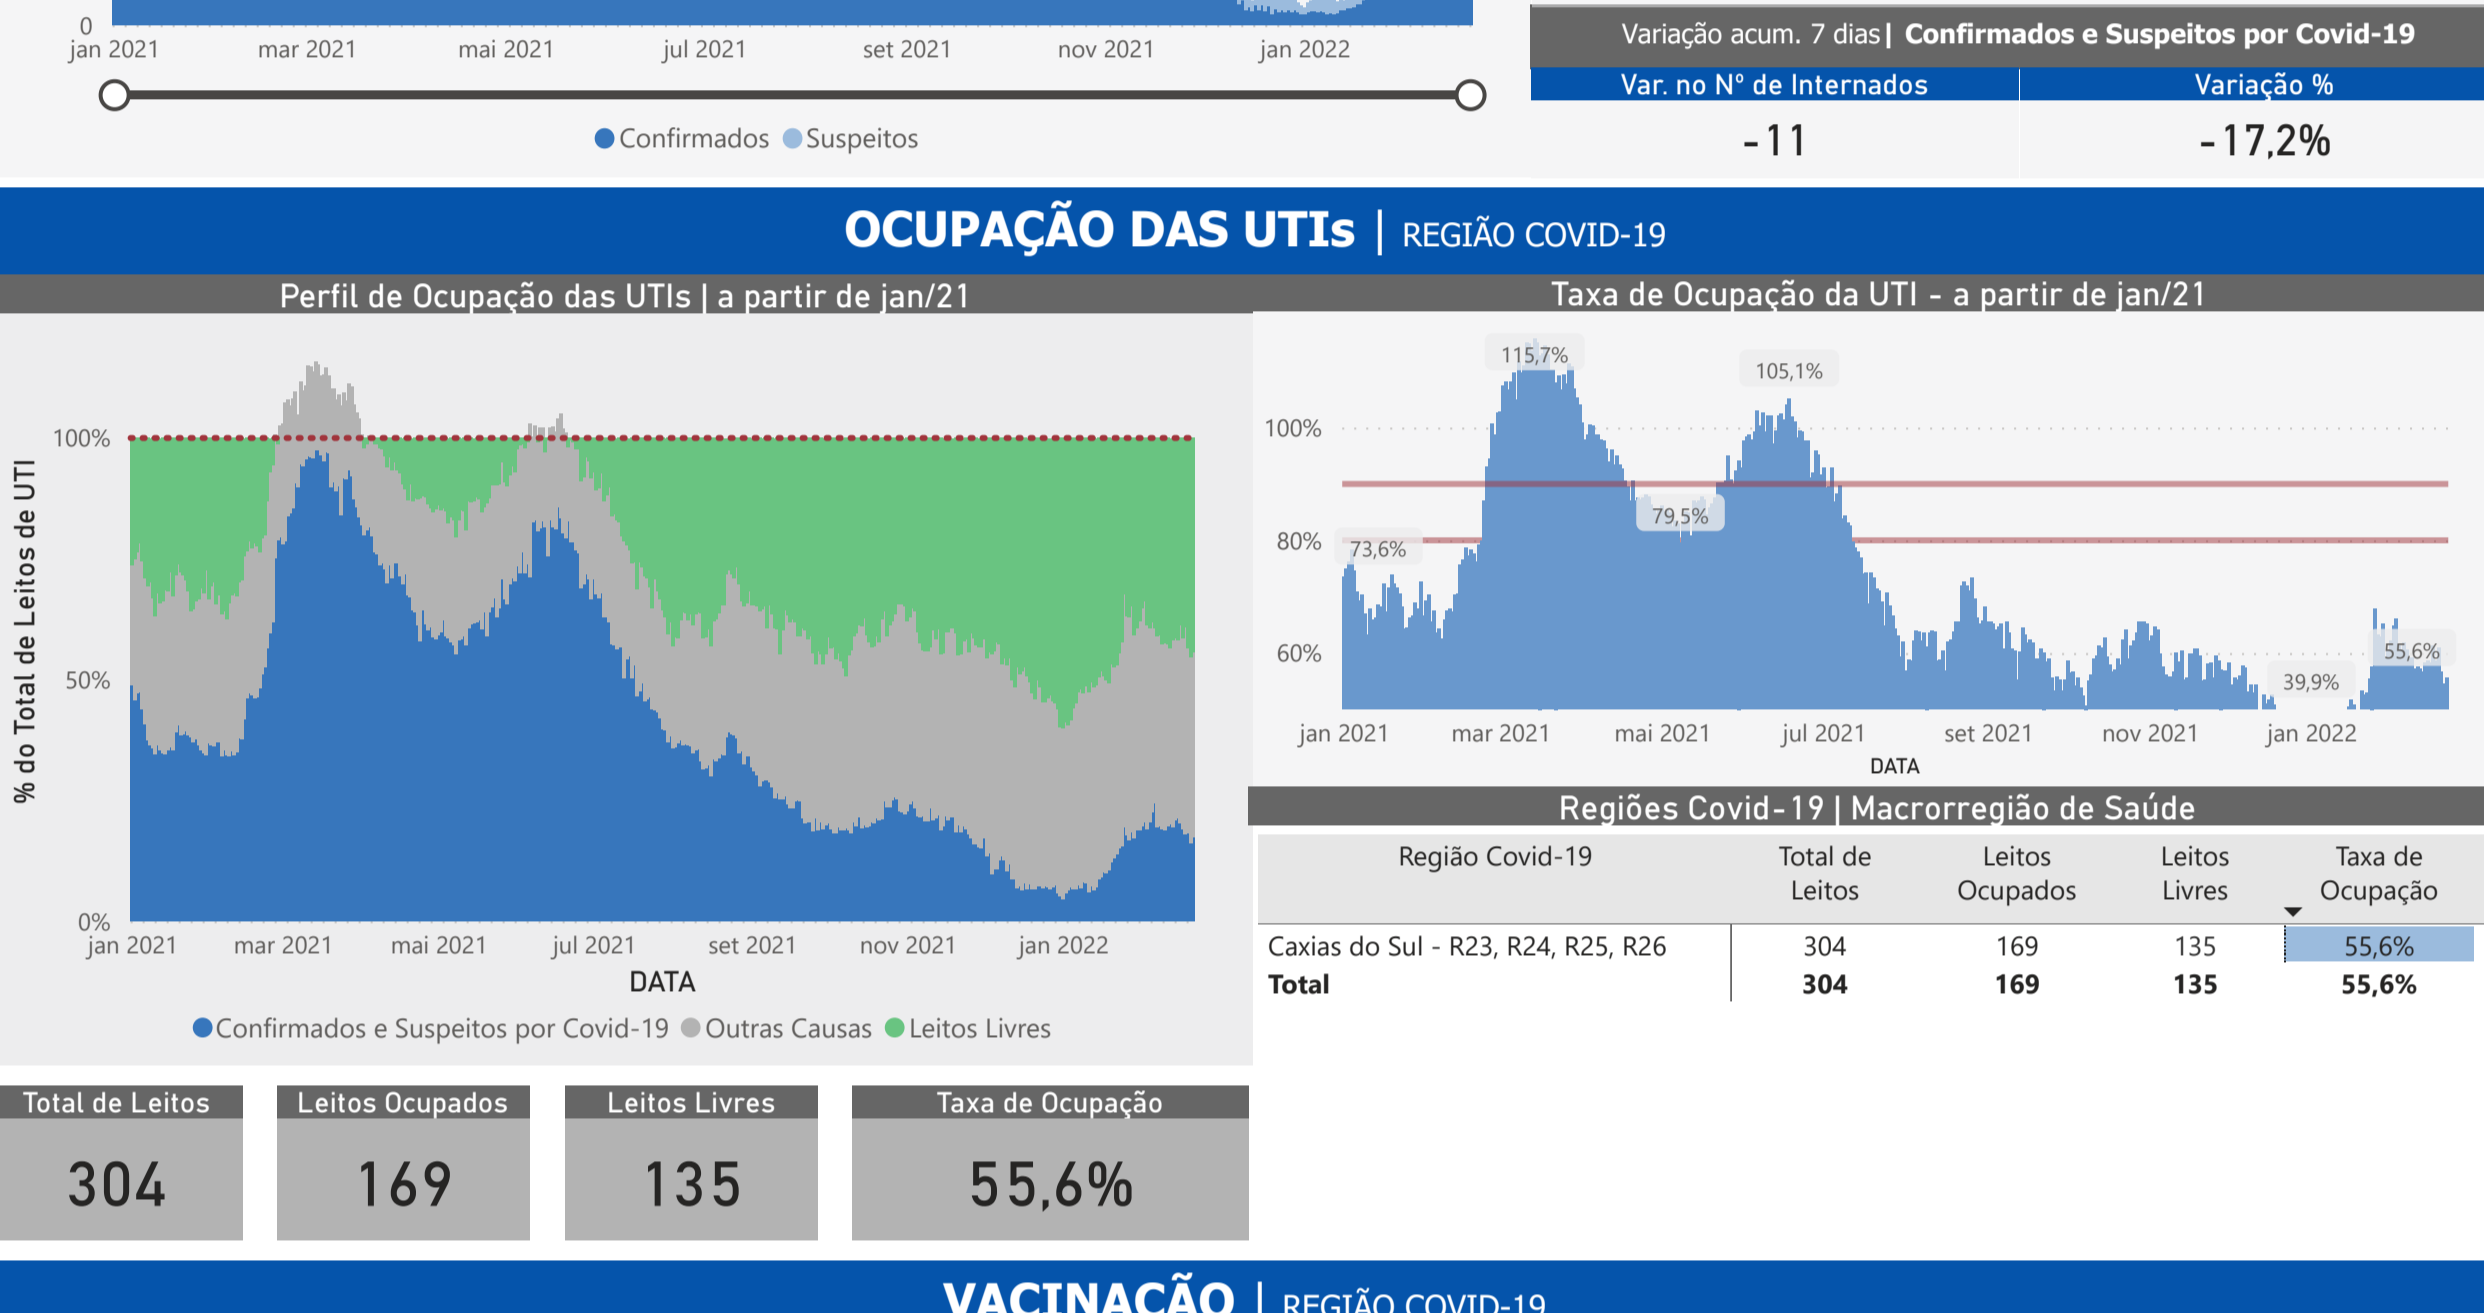 0
jan 2021 mar 2021 mai 2021 jul 2021 set 2021 nov 2021 jan 2022
Confirmados Suspeitos
Variação acum. 7 dias| Confirmados e Suspeitos por Covid-19
Var. no Nº de Internados Variação %
-11 -17,2%
OCUPAÇÃO DAS UTIs | REGIÃO COVID-19
Perfil de Ocupação das UTIs | a partir de jan/21
% do Total de Leitos de UTI
100%
50%
0%
jan 2021 mar 2021 mai 2021 jul 2021 set 2021 nov 2021 jan 2022
DATA
Confirmados e Suspeitos por Covid-19 Outras Causas Leitos Livres
Taxa de Ocupação da UTI - a partir de jan/21
115,7%
105,1%
100%
79,5%
80%
73,6%
60%
55,6%
39,9%
jan 2021 mar 2021 mai 2021 jul 2021 set 2021 nov 2021 jan 2022
DATA
Regiões Covid-19 | Macrorregião de Saúde
Região Covid-19 Total de Leitos Leitos Ocupados Leitos Livres Taxa de Ocupação
Caxias do Sul - R23, R24, R25, R26 304 169 135 55,6%
Total 304 169 135 55,6%
Total de Leitos Leitos Ocupados Leitos Livres Taxa de Ocupação
304 169 135 55,6%
VACINAÇÃO | REGIÃO COVID-19